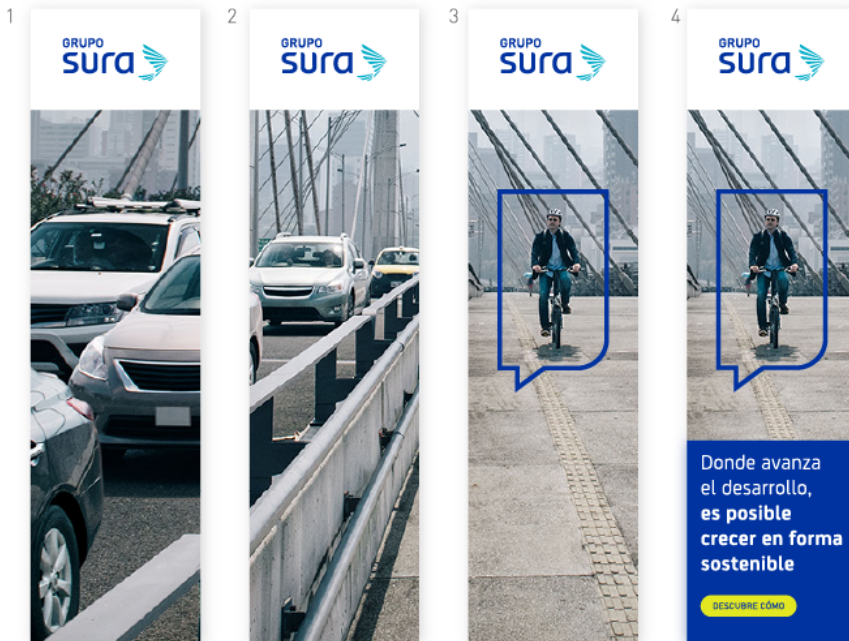 1
GRUPO
sura
2
GRUPO
sura
3
GRUPO
sura
4
GRUPO
sura
Donde avanza
el desarrollo,
es posible
crecer en forma
sostenible
DESCUBRE CÓMO